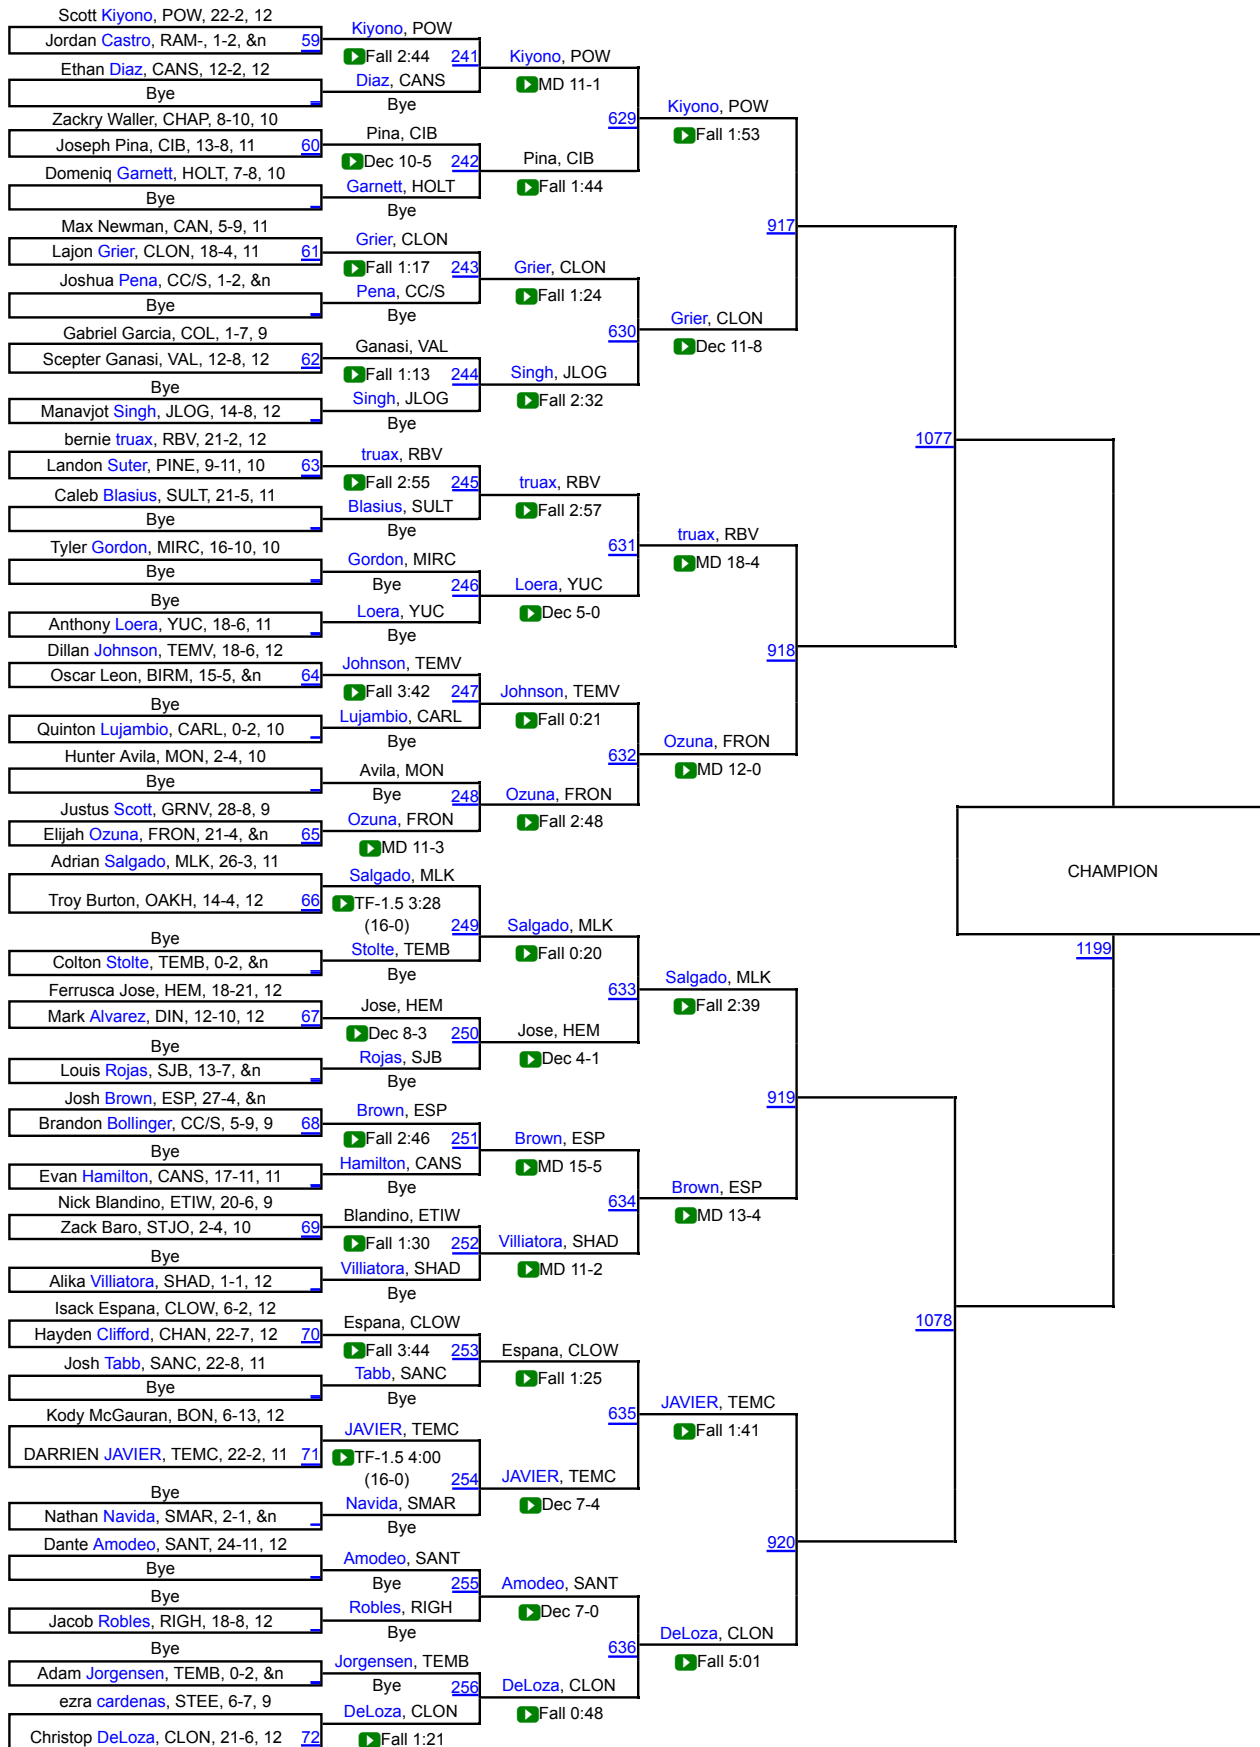 Scott Kiyono, POW, 22-2, 12
Jordan Castro, RAM-, 1-2, &n 59
Ethan Diaz, CANS, 12-2, 12
Bye
Zackry Waller, CHAP, 8-10, 10
Joseph Pina, CIB, 13-8, 11 60
Domeniq Garnett, HOLT, 7-8, 10
Bye
Max Newman, CAN, 5-9, 11
Lajon Grier, CLON, 18-4, 11 61
Joshua Pena, CC/S, 1-2, &n
Bye
Gabriel Garcia, COL, 1-7, 9
Scepter Ganasi, VAL, 12-8, 12 62
Bye
Manavjot Singh, JLOG, 14-8, 12
bernie truax, RBV, 21-2, 12
Landon Suter, PINE, 9-11, 10 63
Caleb Blasius, SULT, 21-5, 11
Bye
Tyler Gordon, MIRC, 16-10, 10
Bye
Bye
Anthony Loera, YUC, 18-6, 11
Dillan Johnson, TEMV, 18-6, 12
Oscar Leon, BIRM, 15-5, &n 64
Bye
Quinton Lujambio, CARL, 0-2, 10
Hunter Avila, MON, 2-4, 10
Bye
Justus Scott, GRNV, 28-8, 9
Elijah Ozuna, FRON, 21-4, &n 65
Adrian Salgado, MLK, 26-3, 11
Troy Burton, OAKH, 14-4, 12 66
Bye
Colton Stolte, TEMB, 0-2, &n
Ferrusca Jose, HEM, 18-21, 12
Mark Alvarez, DIN, 12-10, 12 67
Bye
Louis Rojas, SJB, 13-7, &n
Josh Brown, ESP, 27-4, &n
Brandon Bollinger, CC/S, 5-9, 9 68
Bye
Evan Hamilton, CANS, 17-11, 11
Nick Blandino, ETIW, 20-6, 9
Zack Baro, STJO, 2-4, 10 69
Bye
Alika Villiatora, SHAD, 1-1, 12
Isack Espana, CLOW, 6-2, 12
Hayden Clifford, CHAN, 22-7, 12 70
Josh Tabb, SANC, 22-8, 11
Bye
Kody McGauran, BON, 6-13, 12
DARRIEN JAVIER, TEMC, 22-2, 11 71
Bye
Nathan Navida, SMAR, 2-1, &n
Dante Amodeo, SANT, 24-11, 12
Bye
Bye
Jacob Robles, RIGH, 18-8, 12
Bye
Adam Jorgensen, TEMB, 0-2, &n
ezra cardenas, STEE, 6-7, 9
Christop DeLoza, CLON, 21-6, 12 72
Kiyono, POW
Fall 2:44 241
Diaz, CANS
Bye
Pina, CIB
Dec 10-5 242
Garnett, HOLT
Bye
Grier, CLON
Fall 1:17 243
Pena, CC/S
Bye
Ganasi, VAL
Fall 1:13 244
Singh, JLOG
Bye
truax, RBV
Fall 2:55 245
Blasius, SULT
Bye
Gordon, MIRC
Bye 246
Loera, YUC
Bye
Johnson, TEMV
Fall 3:42 247
Lujambio, CARL
Bye
Avila, MON
Bye 248
Ozuna, FRON
MD 11-3
Salgado, MLK
TF-1.5 3:28
(16-0) 249
Stolte, TEMB
Bye
Jose, HEM
Dec 8-3 250
Rojas, SJB
Bye
Brown, ESP
Fall 2:46 251
Hamilton, CANS
Bye
Blandino, ETIW
Fall 1:30 252
Villiatora, SHAD
Bye
Espana, CLOW
Fall 3:44 253
Tabb, SANC
Bye
JAVIER, TEMC
TF-1.5 4:00
(16-0) 254
Navida, SMAR
Bye
Amodeo, SANT
Bye 255
Robles, RIGH
Bye
Jorgensen, TEMB
Bye 256
DeLoza, CLON
Fall 1:21
Kiyono, POW
MD 11-1
629
Pina, CIB
Fall 1:44
Grier, CLON
Fall 1:24
630
Singh, JLOG
Fall 2:32
truax, RBV
Fall 2:57
631
Loera, YUC
Dec 5-0
Johnson, TEMV
Fall 0:21
632
Ozuna, FRON
Fall 2:48
Salgado, MLK
Fall 0:20
633
Jose, HEM
Dec 4-1
Brown, ESP
MD 15-5
634
Villiatora, SHAD
MD 11-2
Espana, CLOW
Fall 1:25
635
JAVIER, TEMC
Dec 7-4
Amodeo, SANT
Dec 7-0
636
DeLoza, CLON
Fall 0:48
Kiyono, POW
Fall 1:53
917
Grier, CLON
Dec 11-8
truax, RBV
MD 18-4
918
Ozuna, FRON
MD 12-0
Salgado, MLK
Fall 2:39
919
Brown, ESP
MD 13-4
JAVIER, TEMC
Fall 1:41
920
DeLoza, CLON
Fall 5:01
1077
1078
CHAMPION
1199